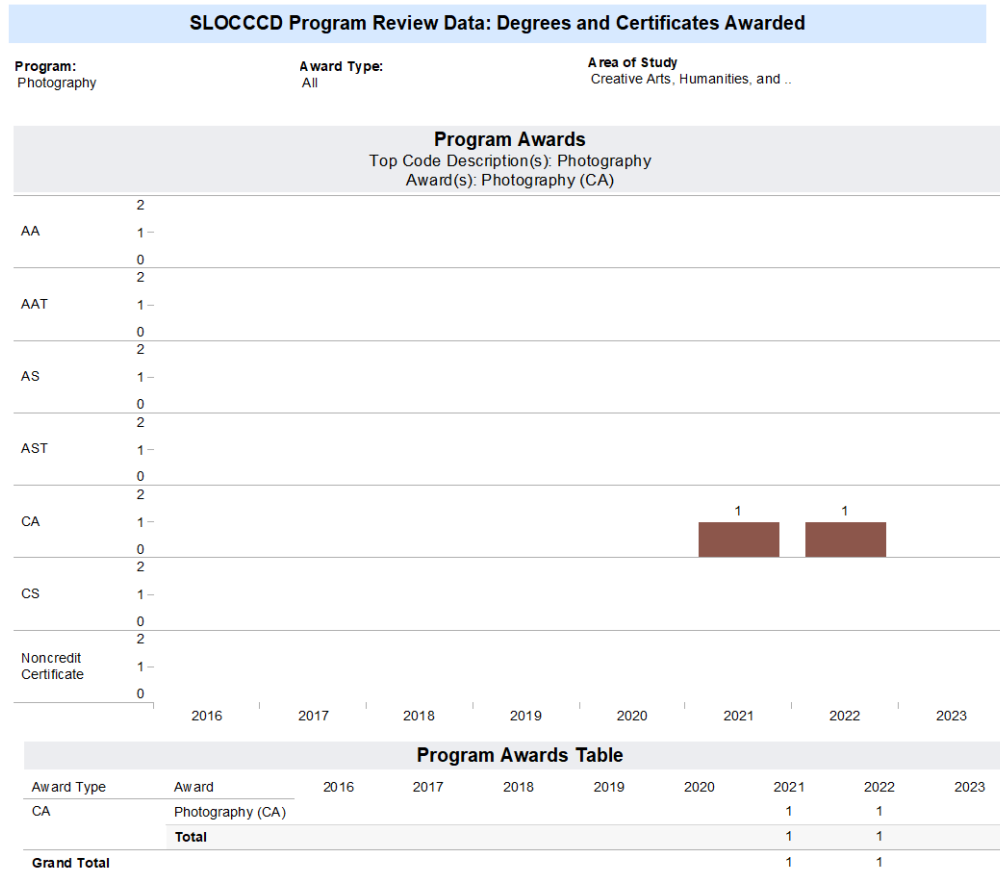 SLOCCCD Program Review Data: Degrees and Certificates Awarded
Program: Award Type: Area of Study
Photography All Creative Arts, Humanities, and ..
Program Awards
Top Code Description(s): Photography
Award(s): Photography (CA)
2
AA 1
0
2
AAT 1
0
2
AS 1
0
2
AST 1
0
2 1 1
CA 1
0
2
CS 1
0
2
Noncredit
Certificate 1
0
2016 2017 2018 2019 2020 2021 2022 2023
Program Awards Table
Award Type Award 2016 2017 2018 2019 2020 2021 2022 2023
CA Photography (CA) 1 1
Total 1 1
Grand Total 1 1